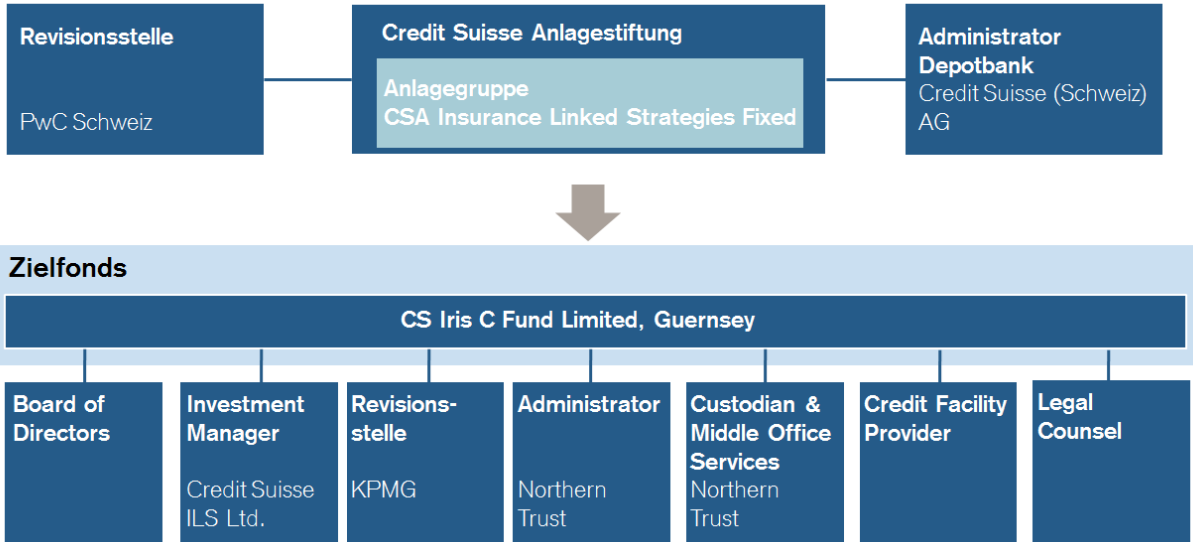 Revisionsstelle
PwC Schweiz
Credit Suisse Anlagestiftung
Anlagegruppe
CSA Insurance Linked Strategies Fixed
Administrator
Depotbank
Credit Suisse (Schweiz)
AG
Zielfonds
CS Iris C Fund Limited, Guernsey
Board of
Directors
Investment
Manager
Credit Suisse
ILS Ltd.
Revisions-
stelle
KPMG
Administrator
Northern
Trust
Custodian &
Middle Office
Services
Northern
Trust
Credit Facility
Provider
Legal
Counsel